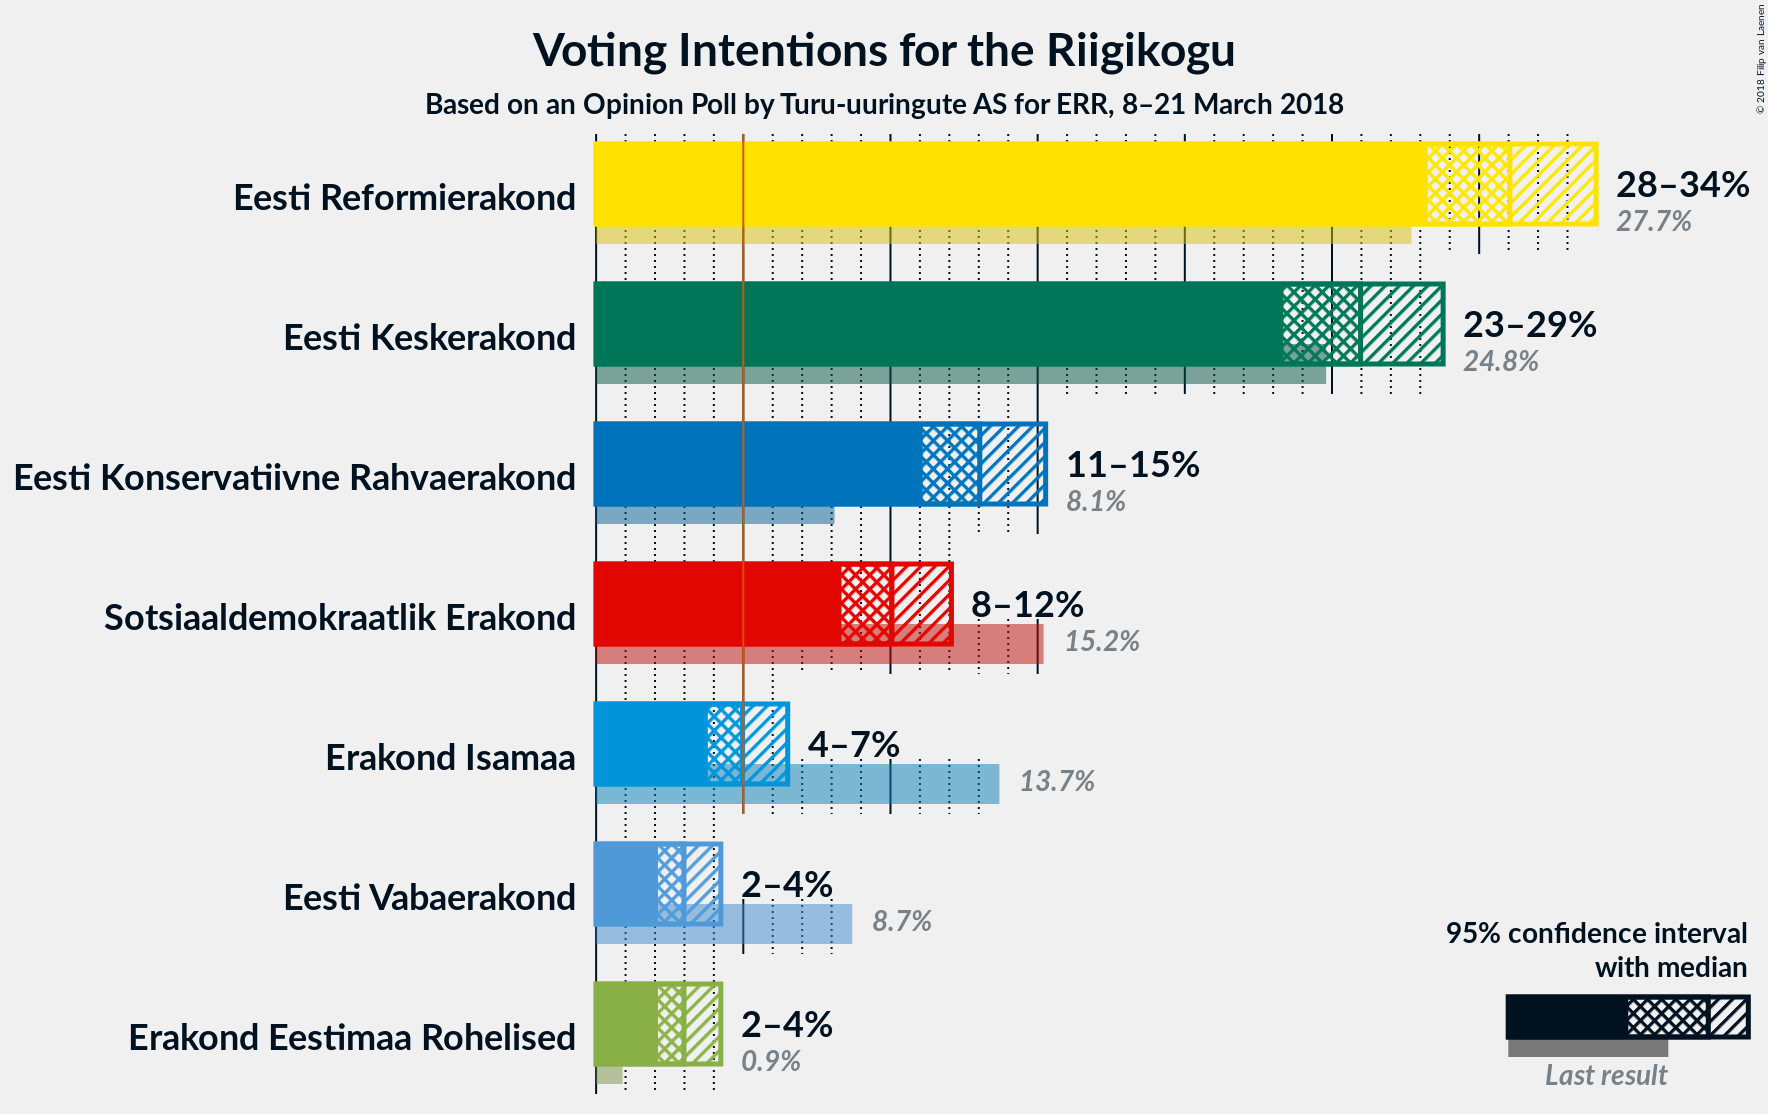 Voting Intentions for the Riigikogu
Based on an Opinion Poll by Turu-uuringute AS for ERR, 8–21 March 2018
© 2018 Filip van Laenen
Eesti Reformierakond
28–34%
27.7%
Eesti Keskerakond
23–29%
24.8%
Eesti Konservatiivne Rahvaerakond
11–15%
8.1%
Sotsiaaldemokraatlik Erakond
8–12%
15.2%
Erakond Isamaa
4–7%
13.7%
Eesti Vabaerakond
2–4%
8.7%
Erakond Eestimaa Rohelised
2–4%
0.9%
95% confidence interval
with median
Last result